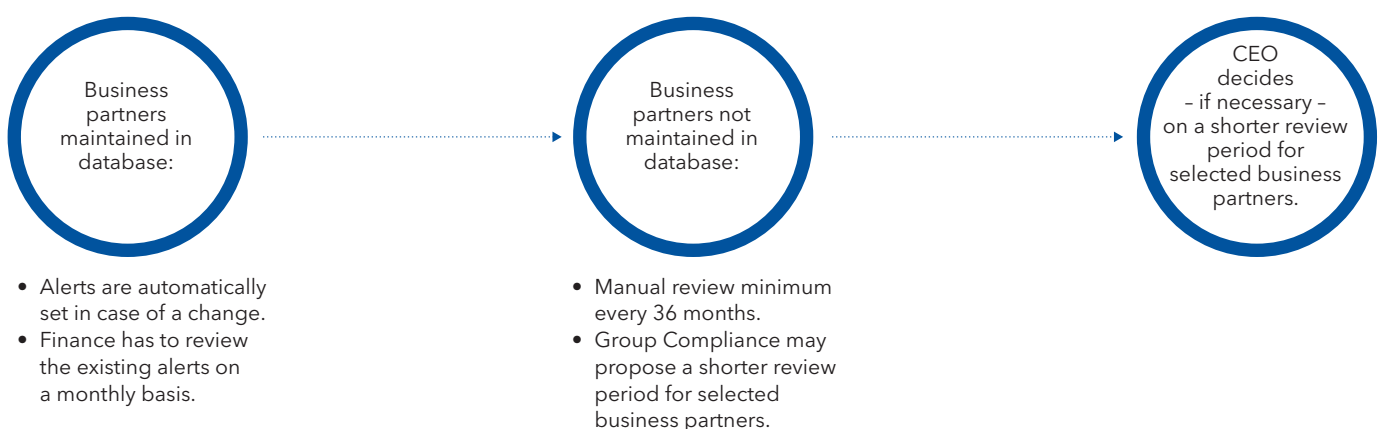 Business
partners
maintained in
database:
• Alerts are automatically
set in case of a change.
• Finance has to review
the existing alerts on
a monthly basis.
Business
partners not
maintained in
database:
• Manual review minimum
every 36 months.
• Group Compliance may
propose a shorter review
period for selected
business partners.
CEO
decides
– if necessary –
on a shorter review
period for
selected business
partners.